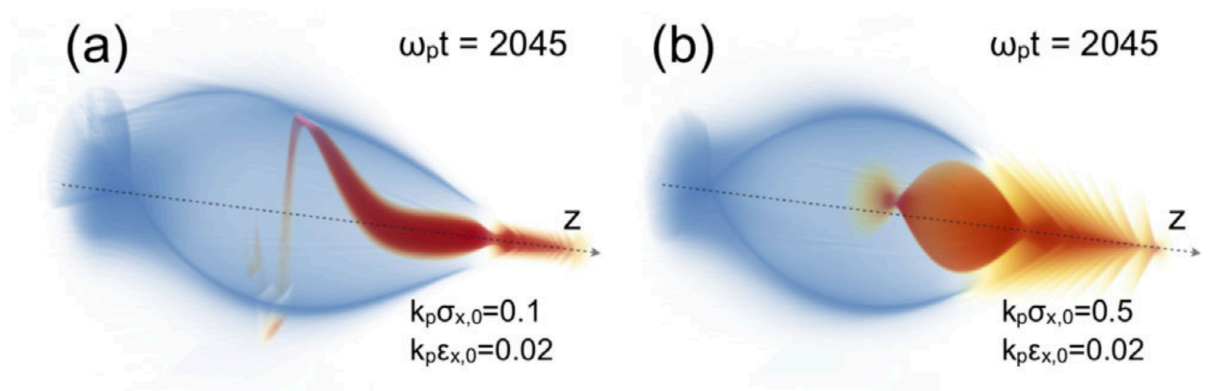 (a)
ωₚt = 2045
z
kₚσₓ,₀=0.1
kₚεₓ,₀=0.02
(b)
ωₚt = 2045
z
kₚσₓ,₀=0.5
kₚεₓ,₀=0.02